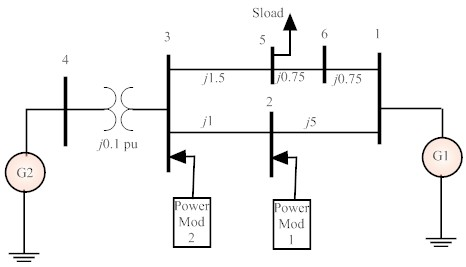 Sload
3
5
6
1
4
j1.5
j0.75
j0.75
2
j1
j5
j0.1 pu
G2
G1
Power
Mod
2
Power
Mod
1